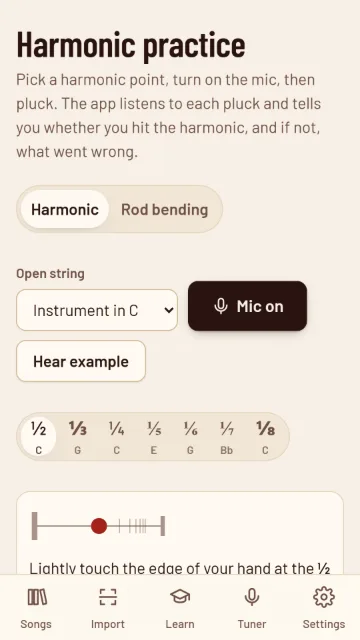 Harmonic practice
Pick a harmonic point, turn on the mic, then
pluck. The app listens to each pluck and tells
you whether you hit the harmonic, and if not,
what went wrong.
Harmonic
Rod bending
Open string
Instrument in C
Mic on
Hear example
½ ⅓ ¼ ⅕ ⅙ ⅐ ⅛
C G C E G Bb C
Lightly touch the edge of your hand at the ½
Songs Import Learn Tuner Settings